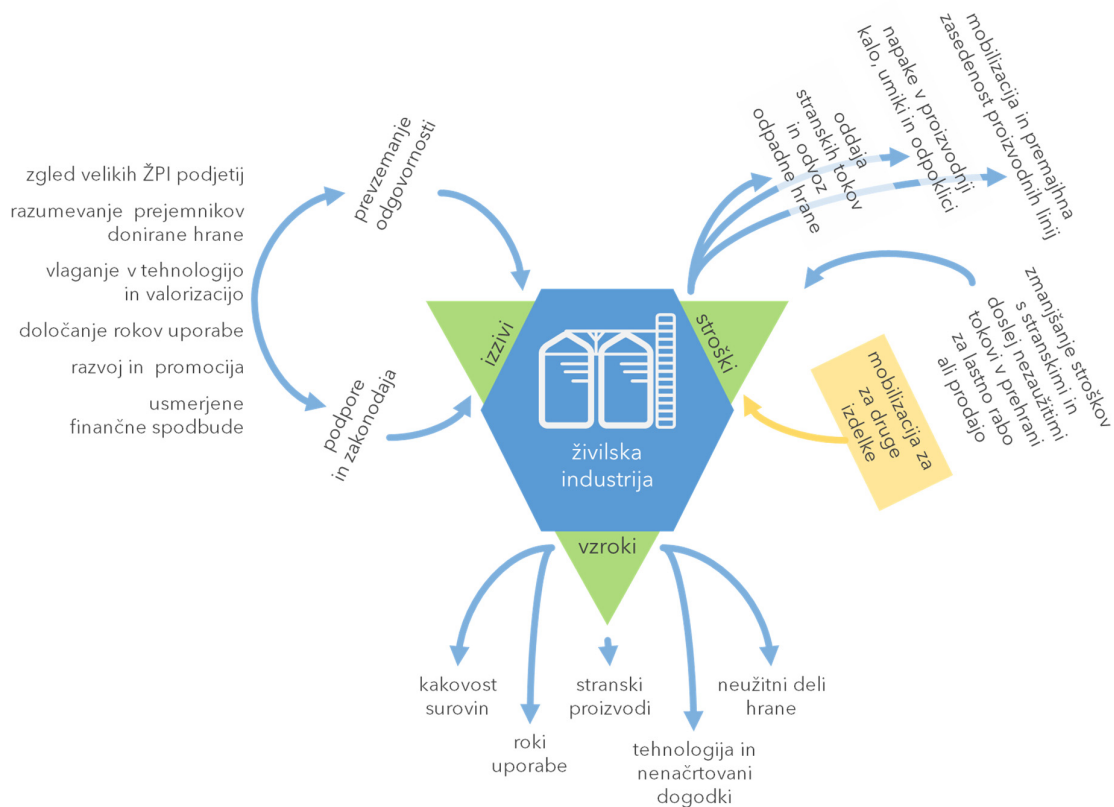 zgled velikih ŽPI podjetij
razumevanje prejemnikov
donirane hrane
vlaganje v tehnologijo
in valorizacijo
določanje rokov uporabe
razvoj in promocija
usmerjene
finančne spodbude
prevzemanje
odgovornosti
podpore
in zakonodaja
izzivi
stroški
živilska
industrija
vzroki
oddaja
stranskih tokov
in odvoz
odpadne hrane
napake v proizvodnji
kalo, umiki in odpoklici
mobilizacija in premajhna
zasedenost proizvodnih linij
zmanjšanje stroškov
s stranskimi in
doslej nezaužitimi
tokovi v prehrani
za lastno rabo
ali prodajo
mobilizacija za
za druge
izdelke
kakovost
surovin
roki
uporabe
stranski
proizvodi
tehnologija in
nenačrtovani
dogodki
neužitni deli
hrane